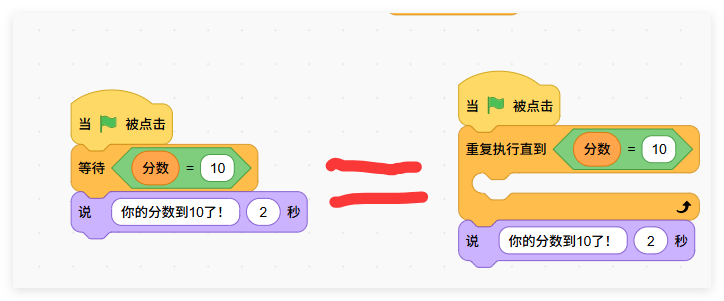 当 被点击
等待 分数 = 10
说 你的分数到10了! 2 秒
当 被点击
重复执行直到 分数 = 10
说 你的分数到10了! 2 秒